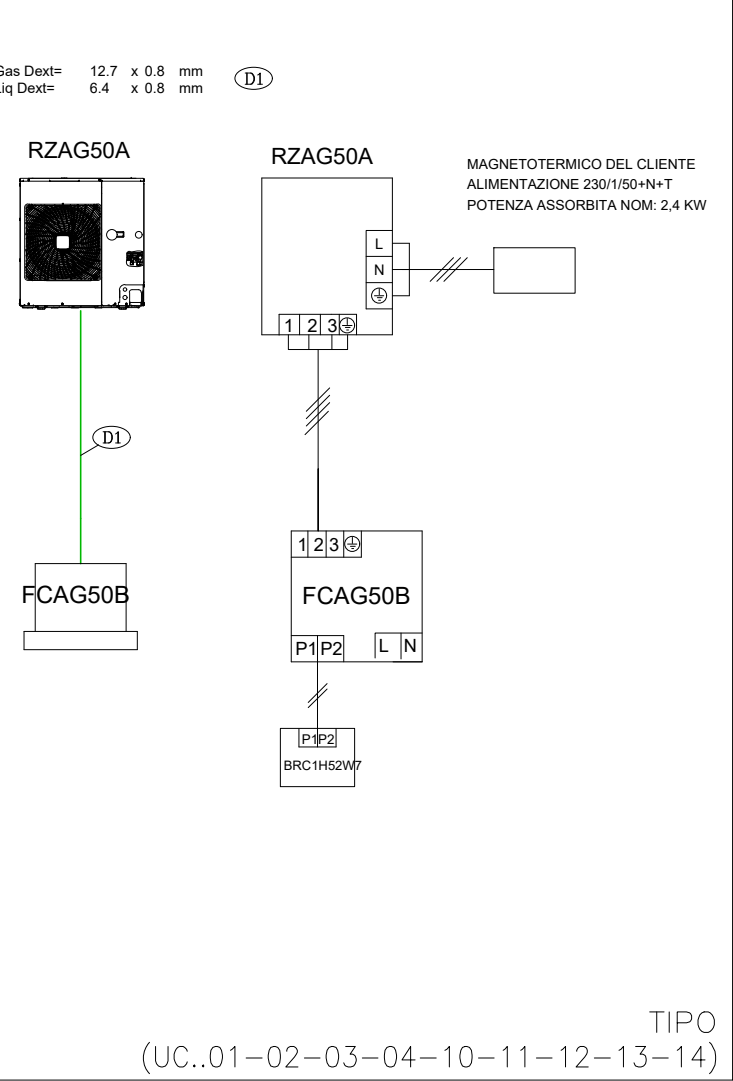 Gas Dext= 12.7 x 0.8 mm
Liq Dext= 6.4 x 0.8 mm
D1
RZAG50A
RZAG50A
MAGNETOTERMICO DEL CLIENTE
ALIMENTAZIONE 230/1/50+N+T
POTENZA ASSORBITA NOM: 2,4 KW
L
N
1 2 3
D1
1 2 3
FCAG50B
FCAG50B
P1 P2 L N
P1P2
BRC1H52W7
TIPO
(UC..01-02-03-04-10-11-12-13-14)